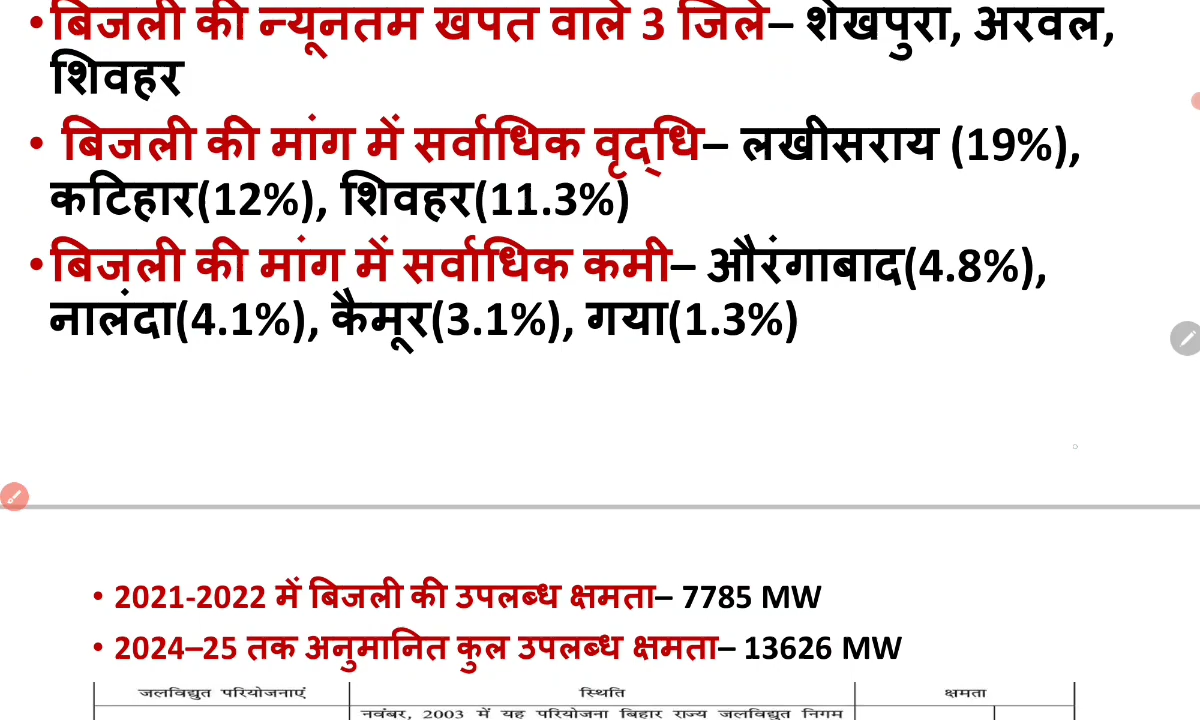 •बिजली की न्यूनतम खपत वाले 3 जिले– शेखपुरा, अरवल,
शिवहर
• बिजली की मांग में सर्वाधिक वृद्धि– लखीसराय (19%),
कटिहार(12%), शिवहर(11.3%)
•बिजली की मांग में सर्वाधिक कमी– औरंगाबाद(4.8%),
नालंदा(4.1%), कैमूर(3.1%), गया(1.3%)
• 2021-2022 में बिजली की उपलब्ध क्षमता– 7785 MW
• 2024–25 तक अनुमानित कुल उपलब्ध क्षमता– 13626 MW
जलविद्युत परियोजनाएं स्थिति क्षमता
नवंबर, 2003 में यह परियोजना बिहार राज्य जलविद्युत निगम